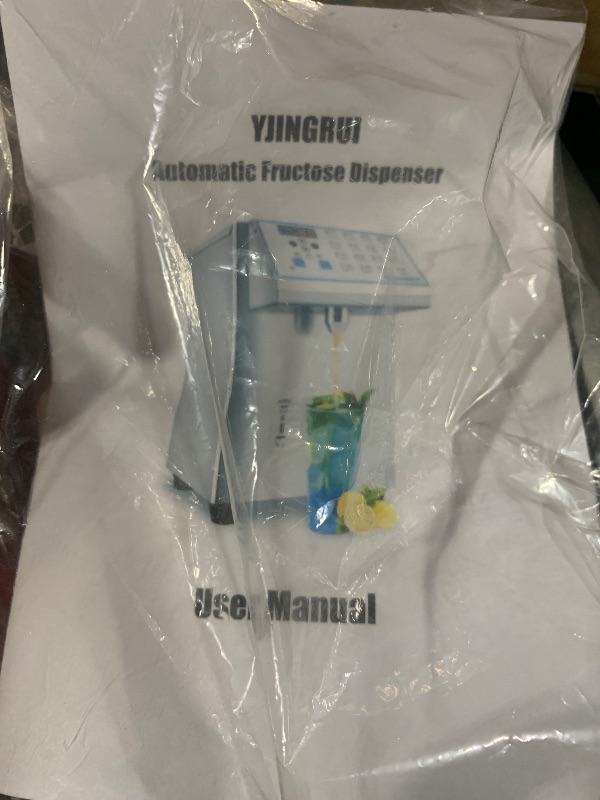 YJINGRUI
Automatic Fructose Dispenser
User Manual